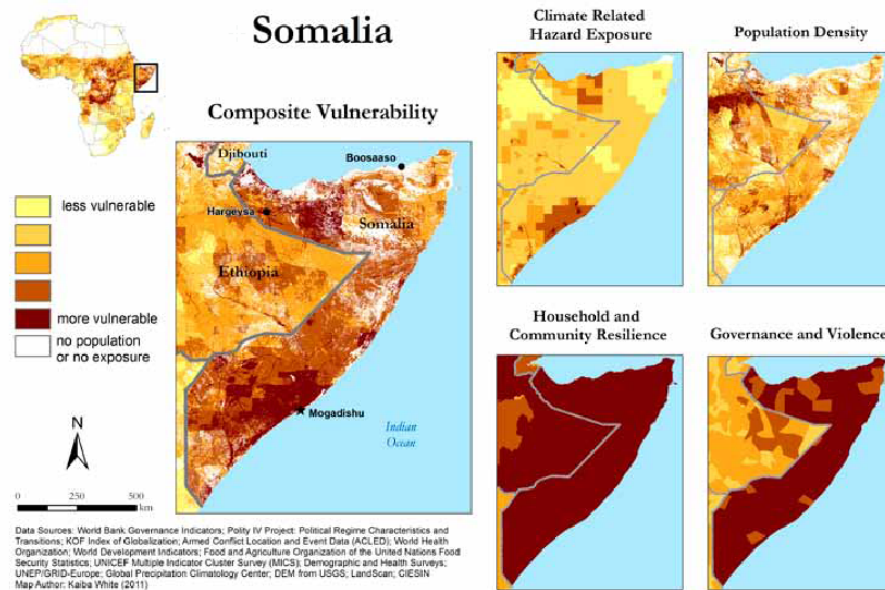 Somalia
Composite Vulnerability
Djibouti
Boosaaso
Hargeysa
Somalia
Ethiopia
Mogadishu
Indian
Ocean
less vulnerable
more vulnerable
no population
or no exposure
N
0 250 500
km
Climate Related
Hazard Exposure
Population Density
Household and
Community Resilience
Governance and Violence
Data Sources: World Bank Governance Indicators; Polity IV Project: Political Regime Characteristics and
Transitions; KOF Index of Globalization; Armed Conflict Location and Event Data (ACLED); World Health
Organization; World Development Indicators; Food and Agriculture Organization of the United Nations Food
Security Statistics; UNICEF Multiple Indicator Cluster Survey (MICS); Demographic and Health Surveys;
UNEP/GRID-Europe; Global Precipitation Climatology Center; DEM from USGS; LandScan; CIESIN
Map Author: Kaiba White (2011)